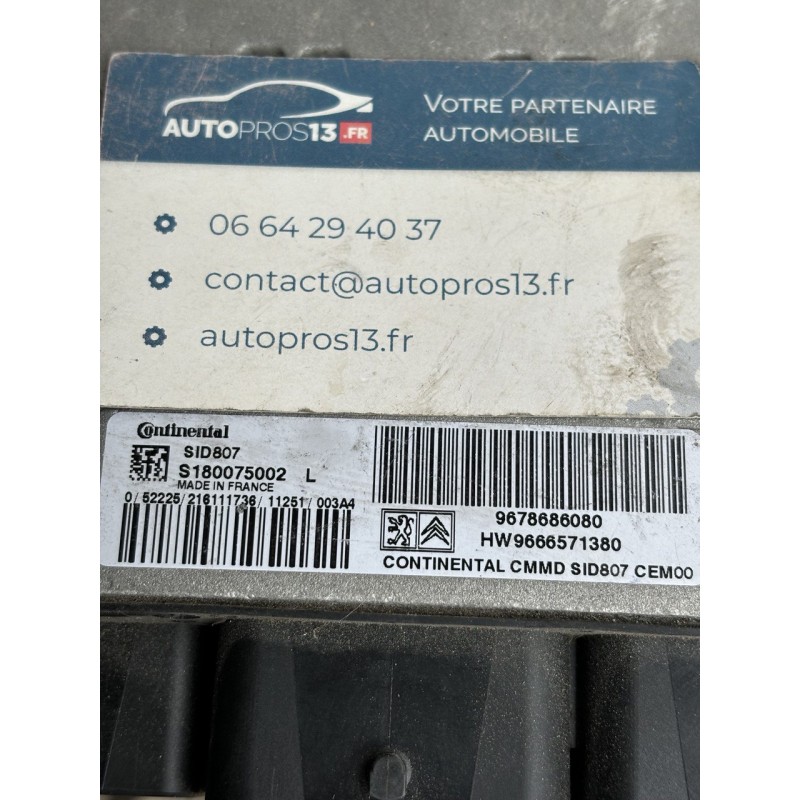 AUTOPROS13.FR
VOTRE PARTENAIRE
AUTOMOBILE
06 64 29 40 37
contact@autopros13.fr
autopros13.fr
Continental
SID807
S180075002 L
MADE IN FRANCE
0/52225/216111736/11251/003A4
9678686080
HW9666571380
CONTINENTAL CMMD SID807 CEM00